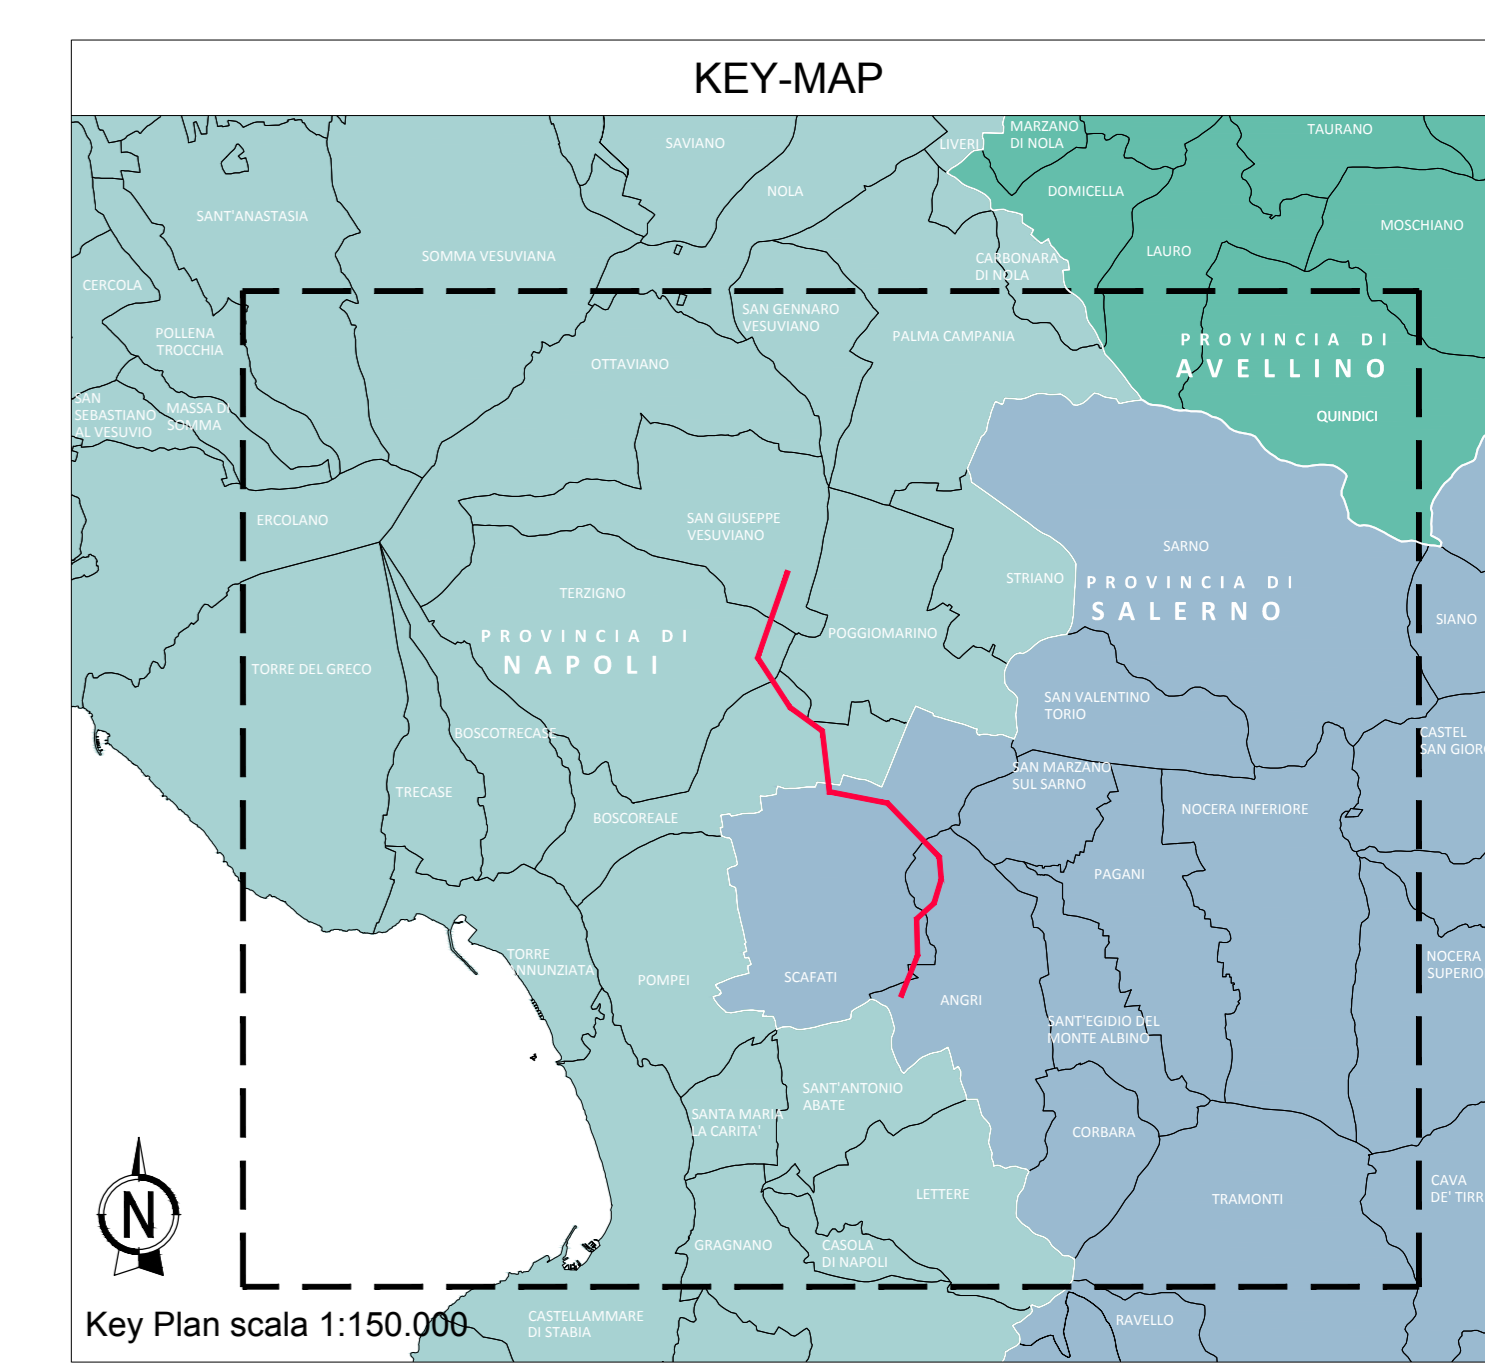 KEY-MAP
SAVIANO
LIVERI
MARZANO
DI NOLA
TAURANO
SANT'ANASTASIA
NOLA
DOMICELLA
MOSCHIANO
SOMMA VESUVIANA
LAURO
CARBONARA
DI NOLA
CERCOLA
SAN GENNARO
VESUVIANO
POLLENA
TROCCHIA
PALMA CAMPANIA
PROVINCIA DI
AVELLINO
OTTAVIANO
SAN
SEBASTIANO
AL VESUVIO
MASSA DI
SOMMA
QUINDICI
ERCOLANO
SAN GIUSEPPE
VESUVIANO
SARNO
STRIANO
PROVINCIA DI
SALERNO
TERZIGNO
SIANO
PROVINCIA DI
NAPOLI
POGGIOMARINO
TORRE DEL GRECO
SAN VALENTINO
TORIO
BOSCOTRECASE
CASTEL
SAN GIOR
SAN MARZANO
SUL SARNO
TRECASE
NOCERA INFERIORE
BOSCOREALE
PAGANI
TORRE
ANNUNZIATA
NOCERA
SUPERIO
POMPEI
SCAFATI
ANGRI
SANT'EGIDIO DEL
MONTE ALBINO
SANT'ANTONIO
ABATE
SANTA MARIA
LA CARITA'
CORBARA
N
LETTERE
TRAMONTI
CAVA
DE' TIRR
GRAGNANO
CASOLA
DI NAPOLI
Key Plan scala 1:150.000
CASTELLAMMARE
DI STABIA
RAVELLO